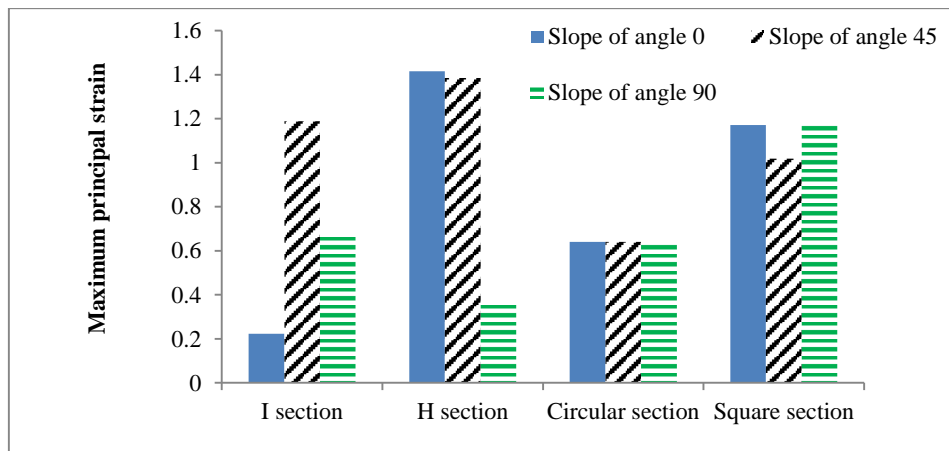 Maximum principal strain
1.6
1.4
1.2
1
0.8
0.6
0.4
0.2
0
Slope of angle 0
Slope of angle 45
Slope of angle 90
I section
H section
Circular section
Square section